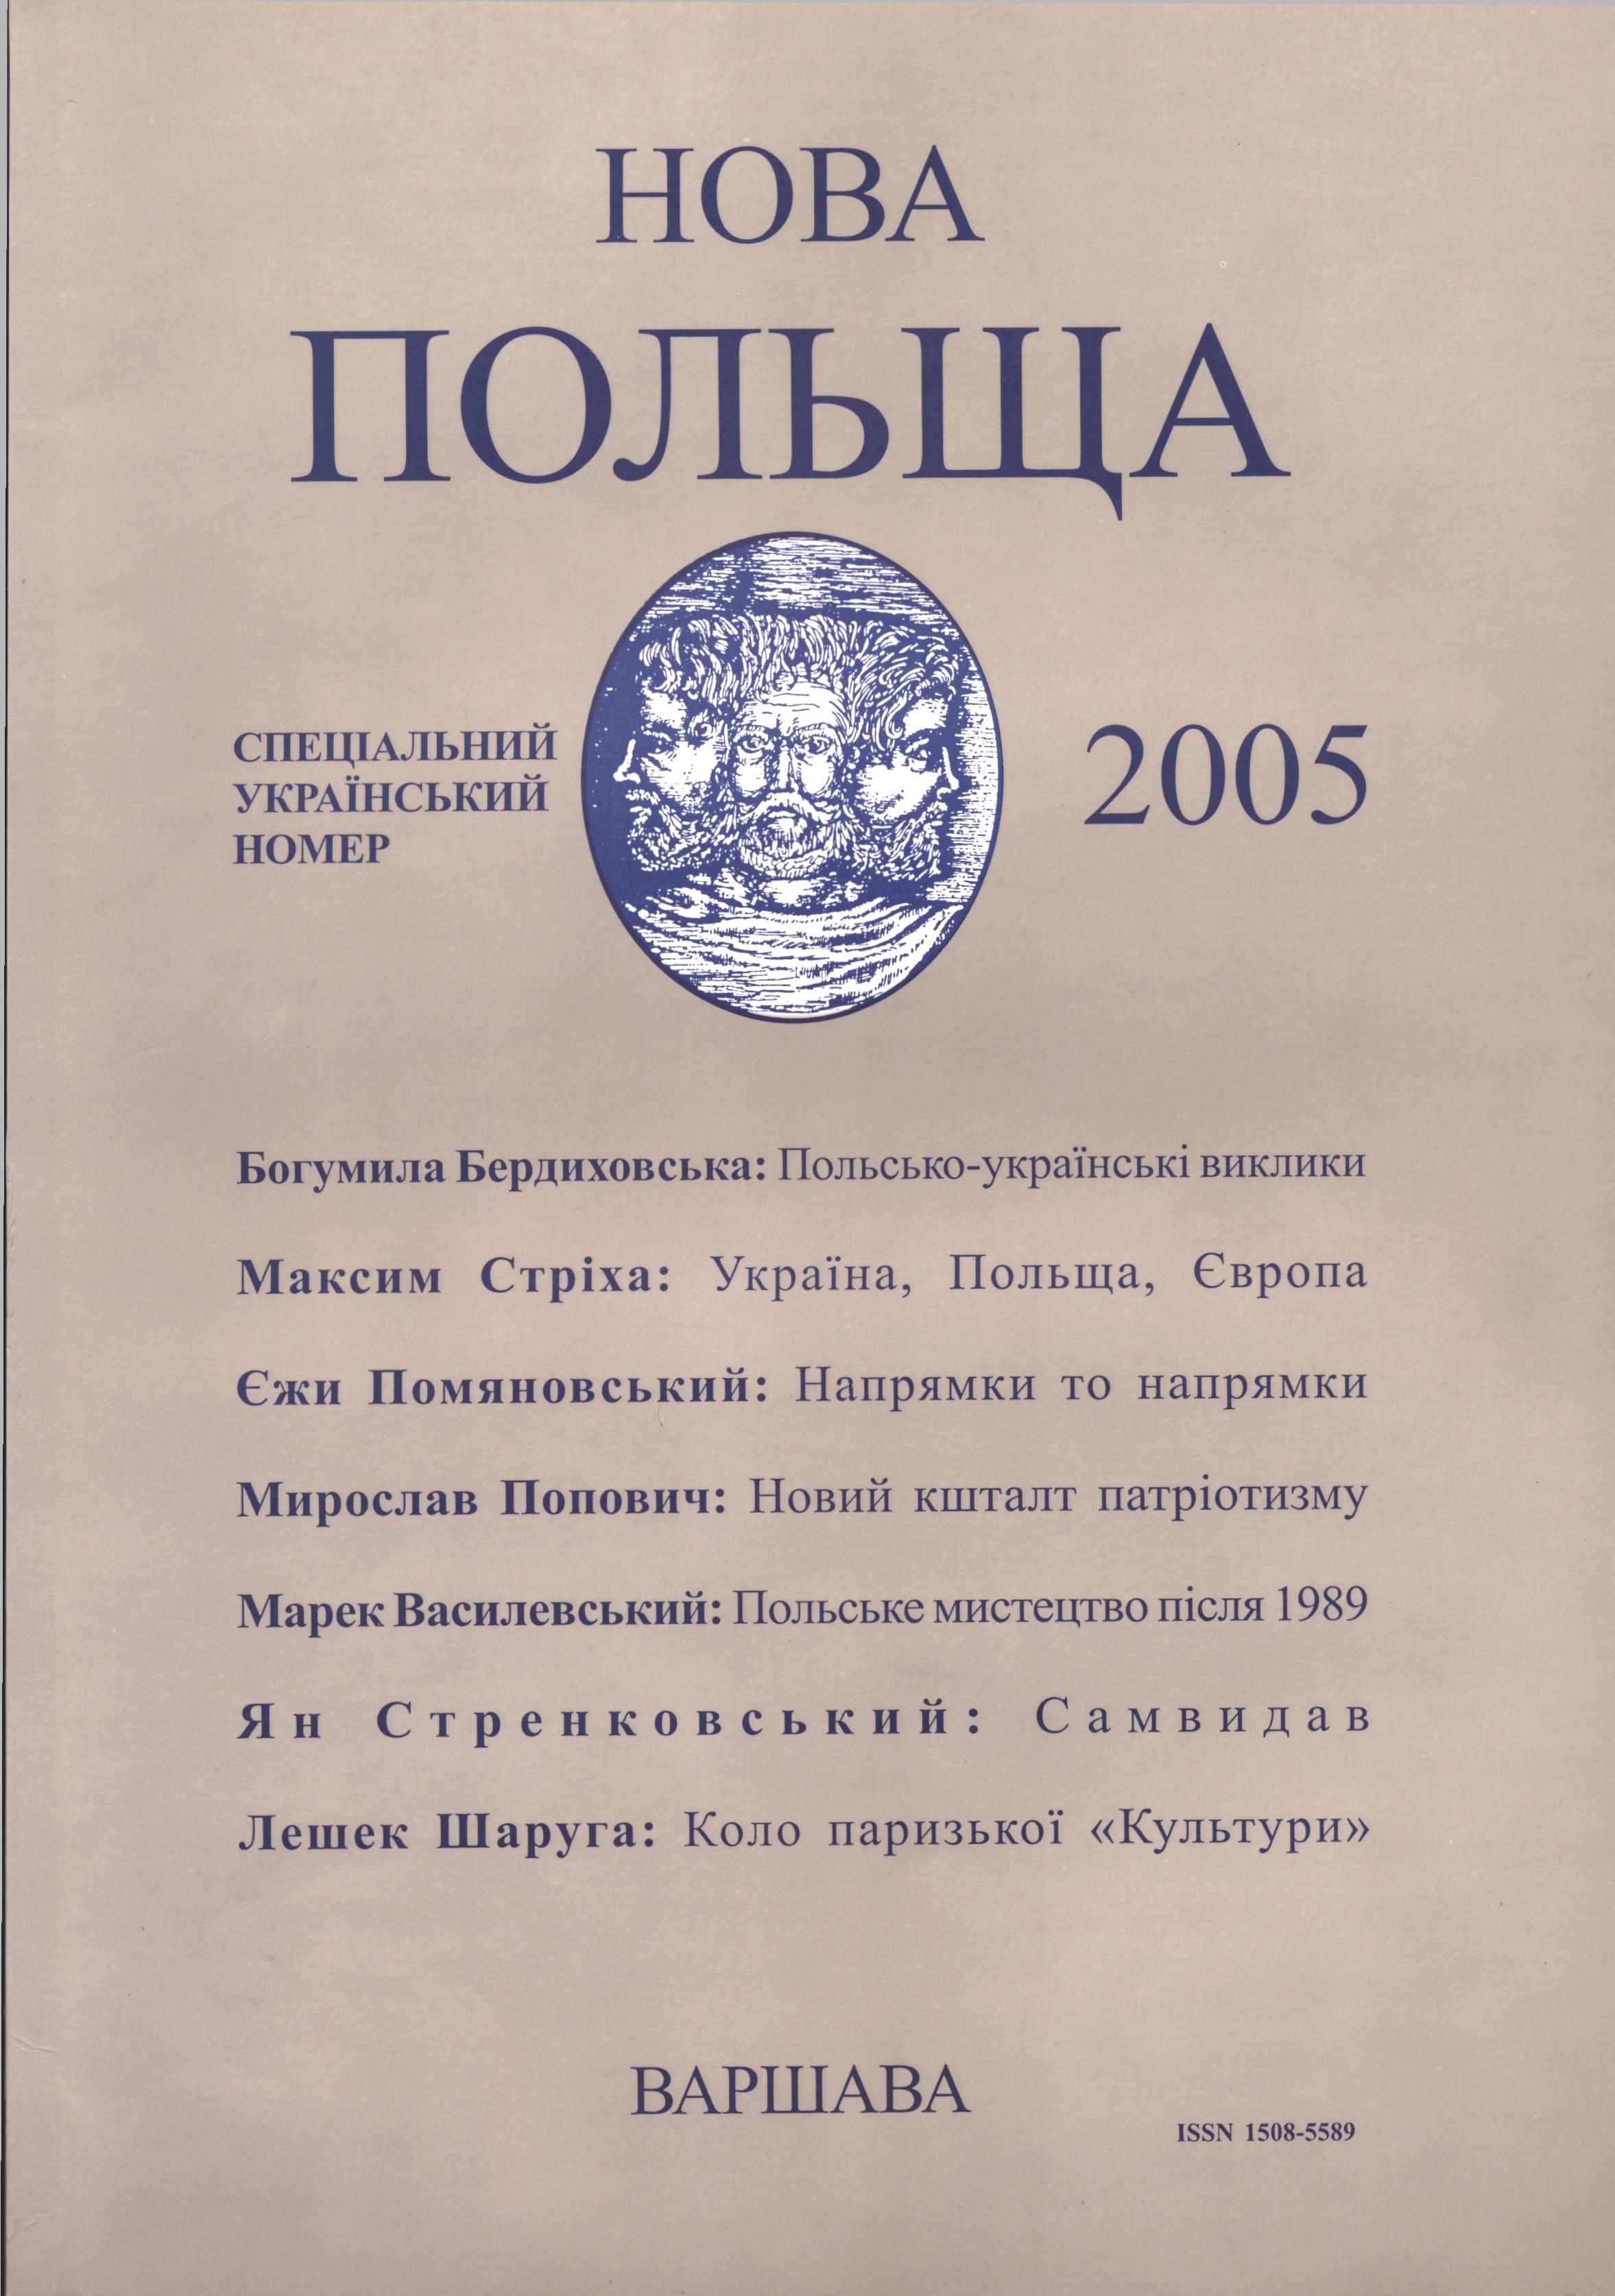 НОВА
ПОЛЬЩА
СПЕЦІАЛЬНИЙ
УКРАЇНСЬКИЙ
НОМЕР
2005
Богумила Бердиховська: Польсько-українські виклики
Максим Стріха: Україна, Польща, Європа
Єжи Помяновський: Напрямки то напрямки
Мирослав Попович: Новий кшталт патріотизму
Марек Василевський: Польське мистецтво після 1989
Ян Стренковський: Самвидав
Лешек Шаруга: Коло паризької «Культури»
ВАРШАВА
ISSN 1508-5589